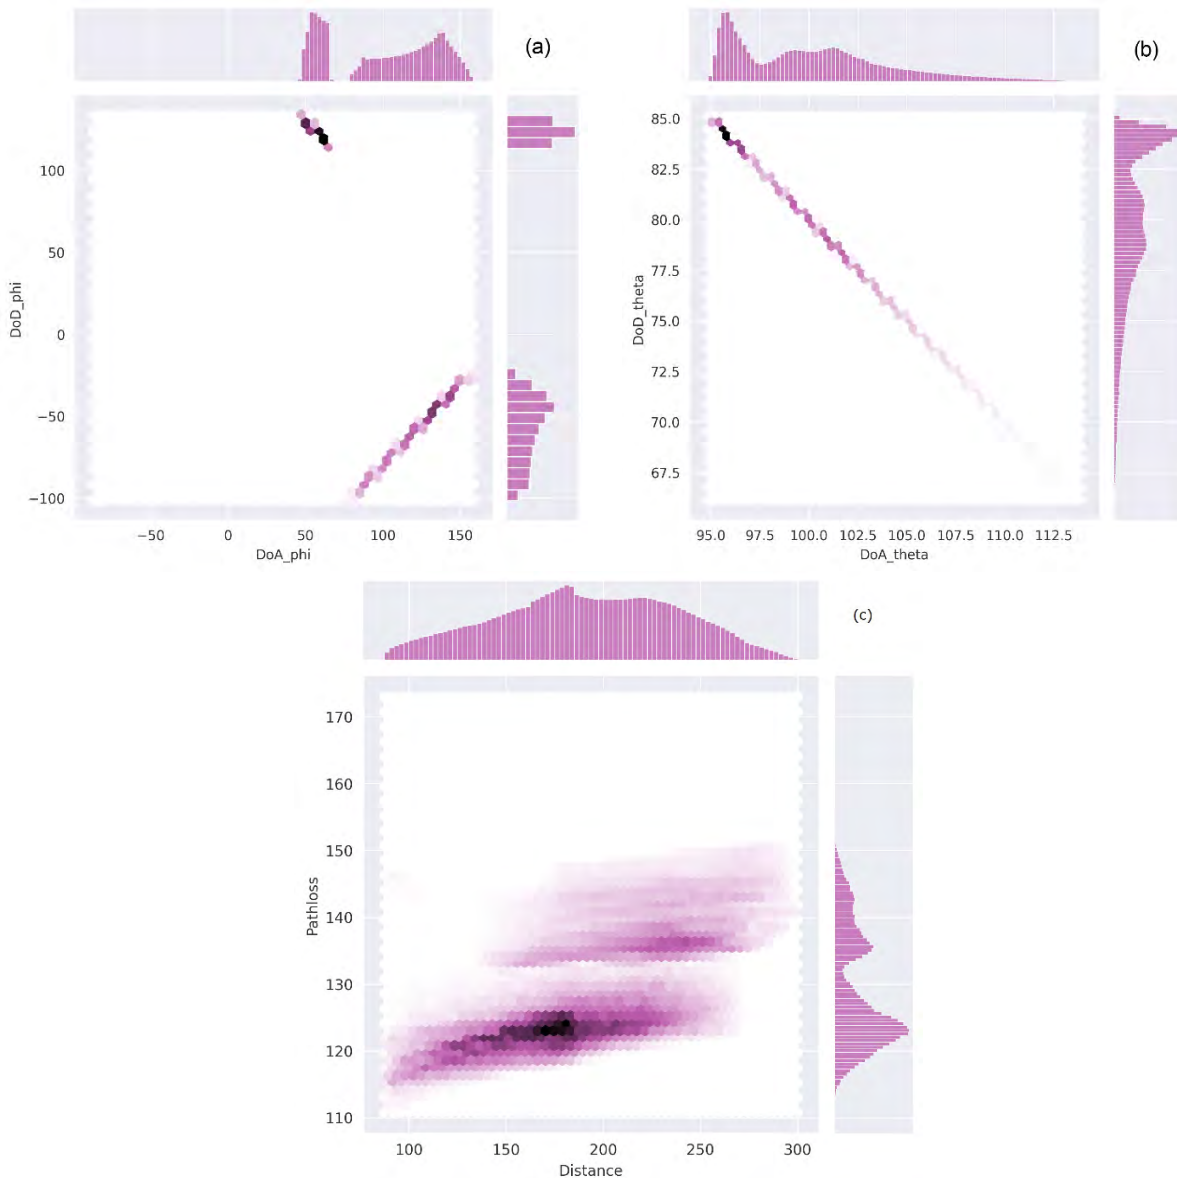 (a)
100
50
0
−50
−100
DoD_phi
−50 0 50 100 150
DoA_phi
(b)
85.0
82.5
80.0
77.5
75.0
72.5
70.0
67.5
DoD_theta
95.0 97.5 100.0 102.5 105.0 107.5 110.0 112.5
DoA_theta
(c)
170
160
150
140
130
120
110
Pathloss
100 150 200 250 300
Distance